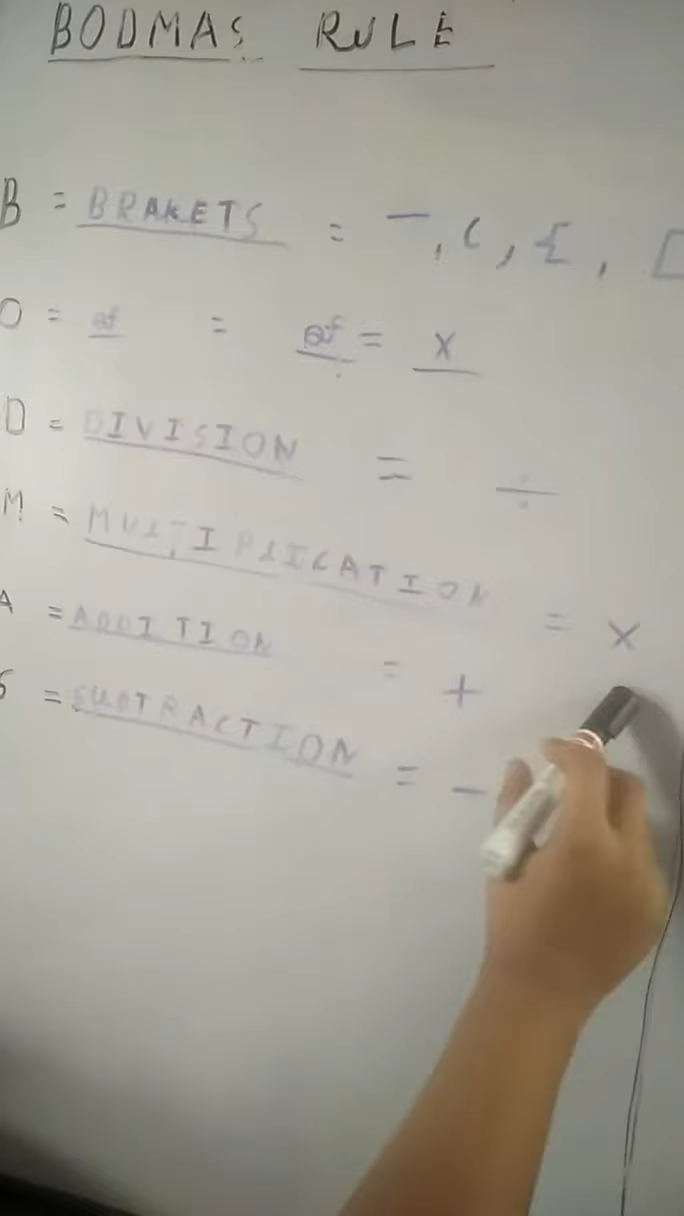 BODMAS RULE
B = BRAKETS = —, (, {, [
O = of = of = x
D = DIVISION = ÷
M = MULTIPLICATION = x
A = ADDITION = +
S = SUBTRACTION = -